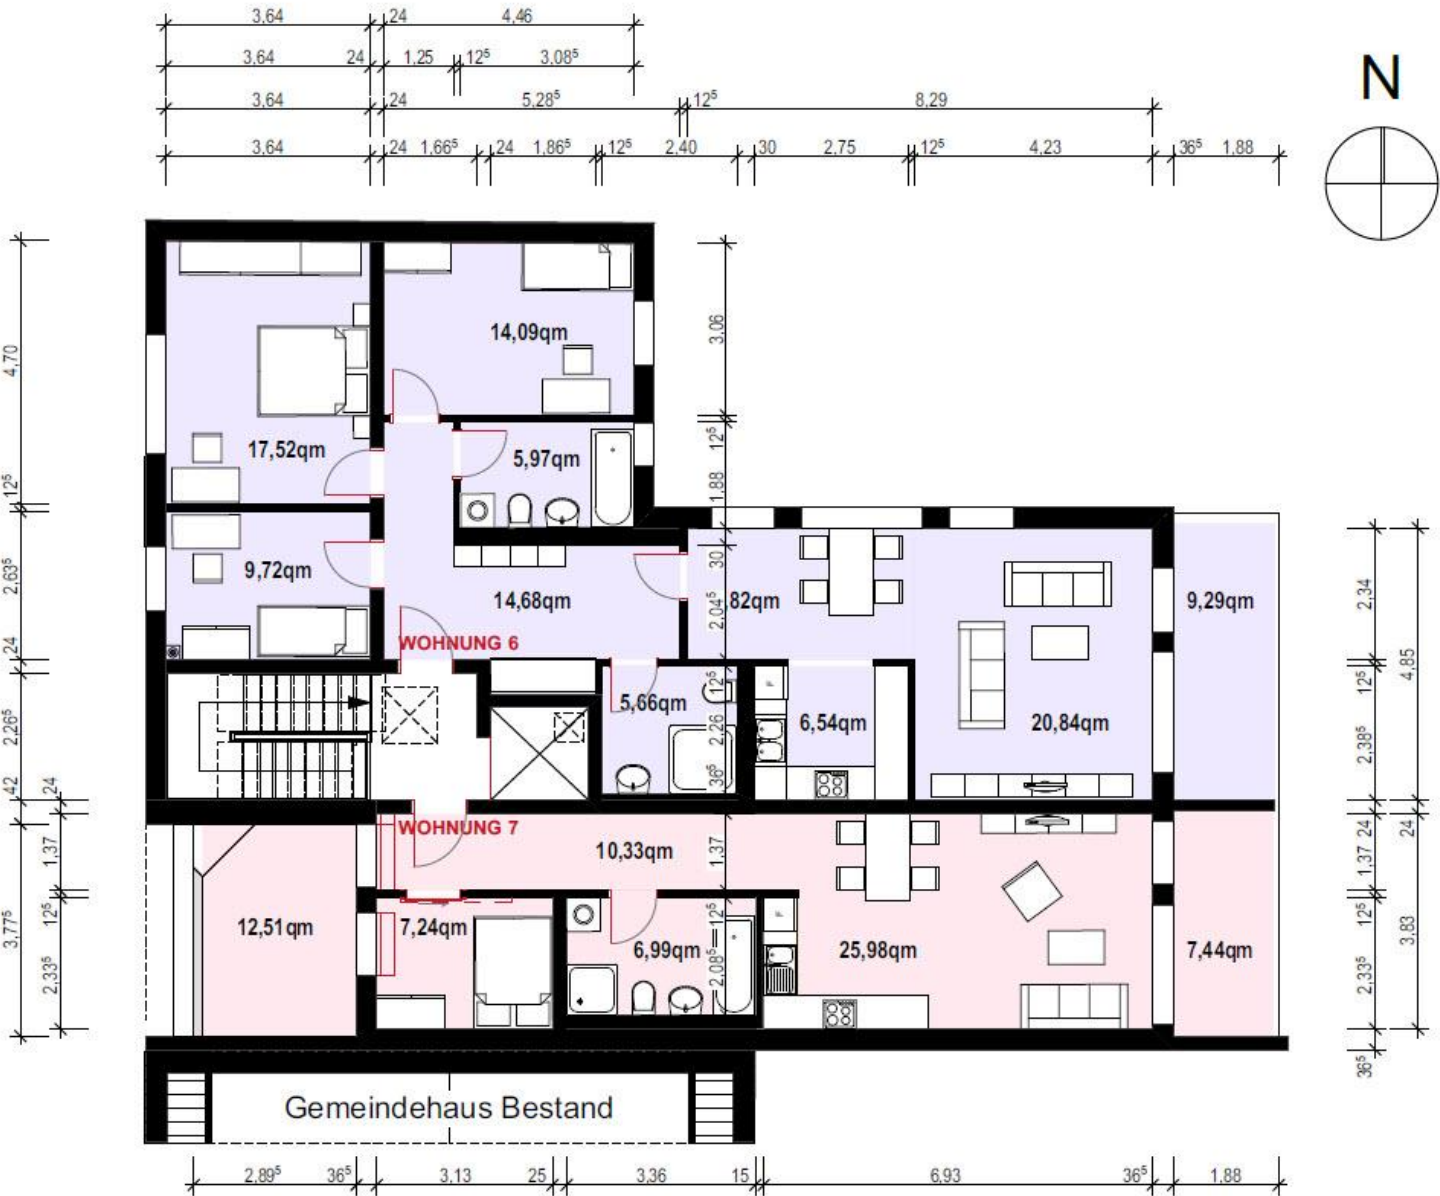 3,64 24 4,46
3,64 24 1,25 12⁵ 3,08⁵
3,64 24 5,28⁵ 12⁵ 8,29
3,64 24 1,66⁵ 24 1,86⁵ 12⁵ 2,40 30 2,75 12⁵ 4,23 36⁵ 1,88
N
4,70
12⁵
2,63⁵
24
2,26⁵
42
24
1,37
12⁵
3,77⁵
2,33⁵
3,06
12⁵
1,88
30
2,04⁵
12⁵
2,26
36⁵
1,37
12⁵
2,08⁵
14,09qm
17,52qm
5,97qm
9,72qm
14,68qm
,82qm
9,29qm
WOHNUNG 6
5,66qm
6,54qm
20,84qm
WOHNUNG 7
10,33qm
12,51qm
7,24qm
6,99qm
25,98qm
7,44qm
F
F
2,34
12⁵
4,85
2,38⁵
24
24
1,37
12⁵
3,83
2,33⁵
36⁵
Gemeindehaus Bestand
2,89⁵ 36⁵ 3,13 25 3,36 15 6,93 36⁵ 1,88